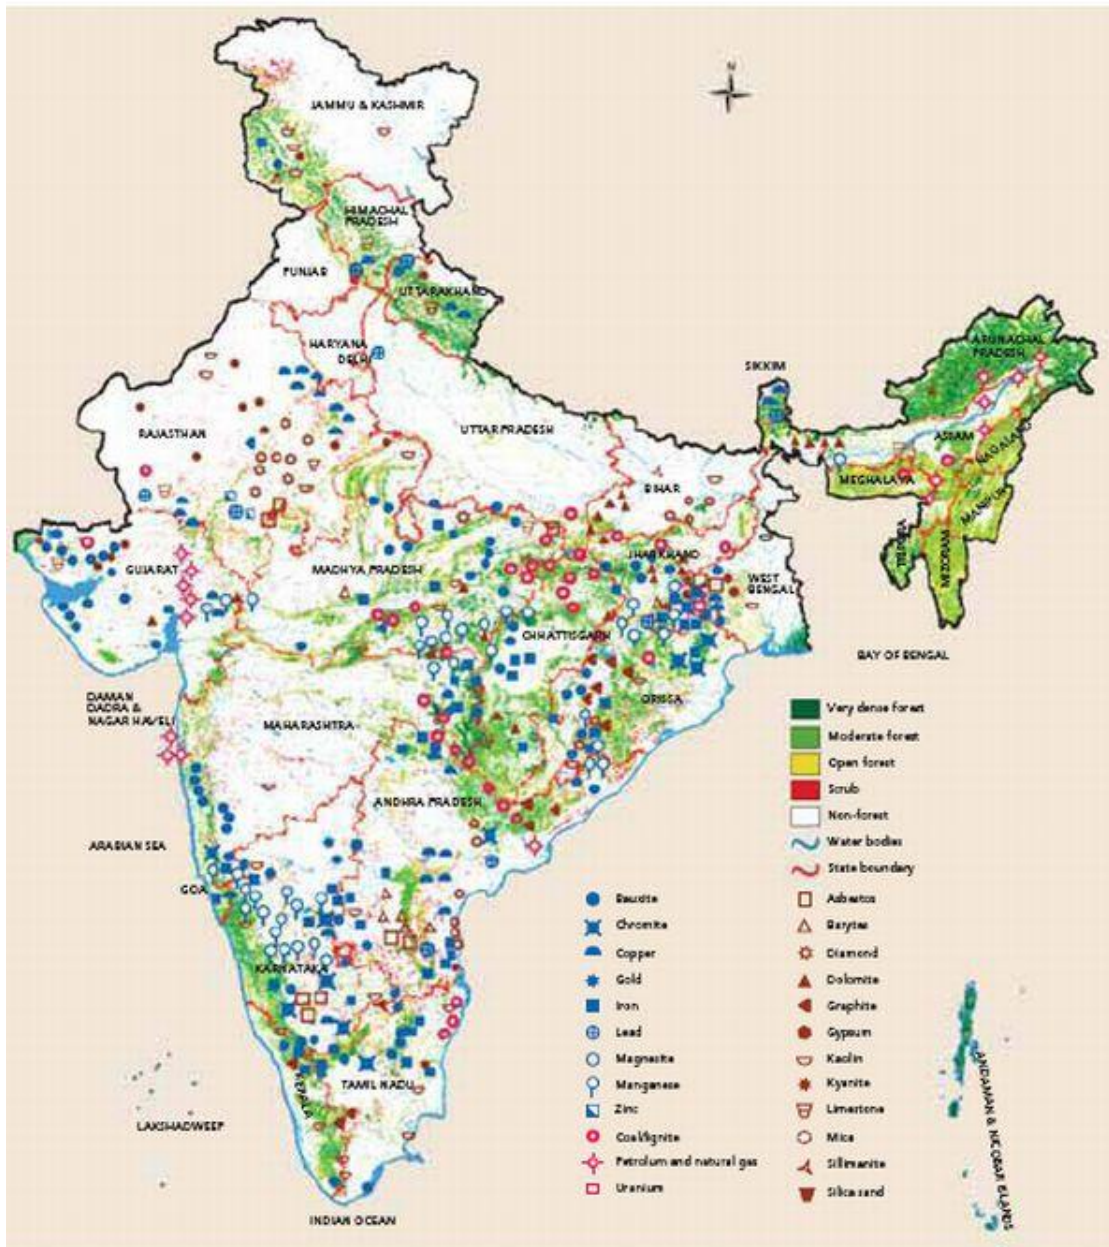 N
JAMMU & KASHMIR
HIMACHAL
PRADESH
PUNJAB
UTTARAKHAND
HARYANA
DELHI
RAJASTHAN
UTTAR PRADESH
SIKKIM
ARUNACHAL
PRADESH
ASSAM
NAGALAND
MEGHALAYA
MANIPUR
TRIPURA
MIZORAM
BIHAR
JHARKHAND
WEST
BENGAL
GUJARAT
MADHYA PRADESH
CHHATTISGARH
ORISSA
BAY OF BENGAL
DAMAN
DADRA &
NAGAR HAVELI
MAHARASHTRA
ANDHRA PRADESH
ARABIAN SEA
GOA
KARNATAKA
KERALA
TAMIL NADU
LAKSHADWEEP
INDIAN OCEAN
ANDAMAN & NICOBAR ISLANDS
Very dense forest
Moderate forest
Open forest
Scrub
Non-forest
Water bodies
State boundary
Bauxite
Chromite
Copper
Gold
Iron
Lead
Magnesite
Manganese
Zinc
Coal/lignite
Petrolum and natural gas
Uranium
Asbestos
Barytes
Diamond
Dolomite
Graphite
Gypsum
Kaolin
Kyanite
Limestone
Mica
Sillimanite
Silica sand